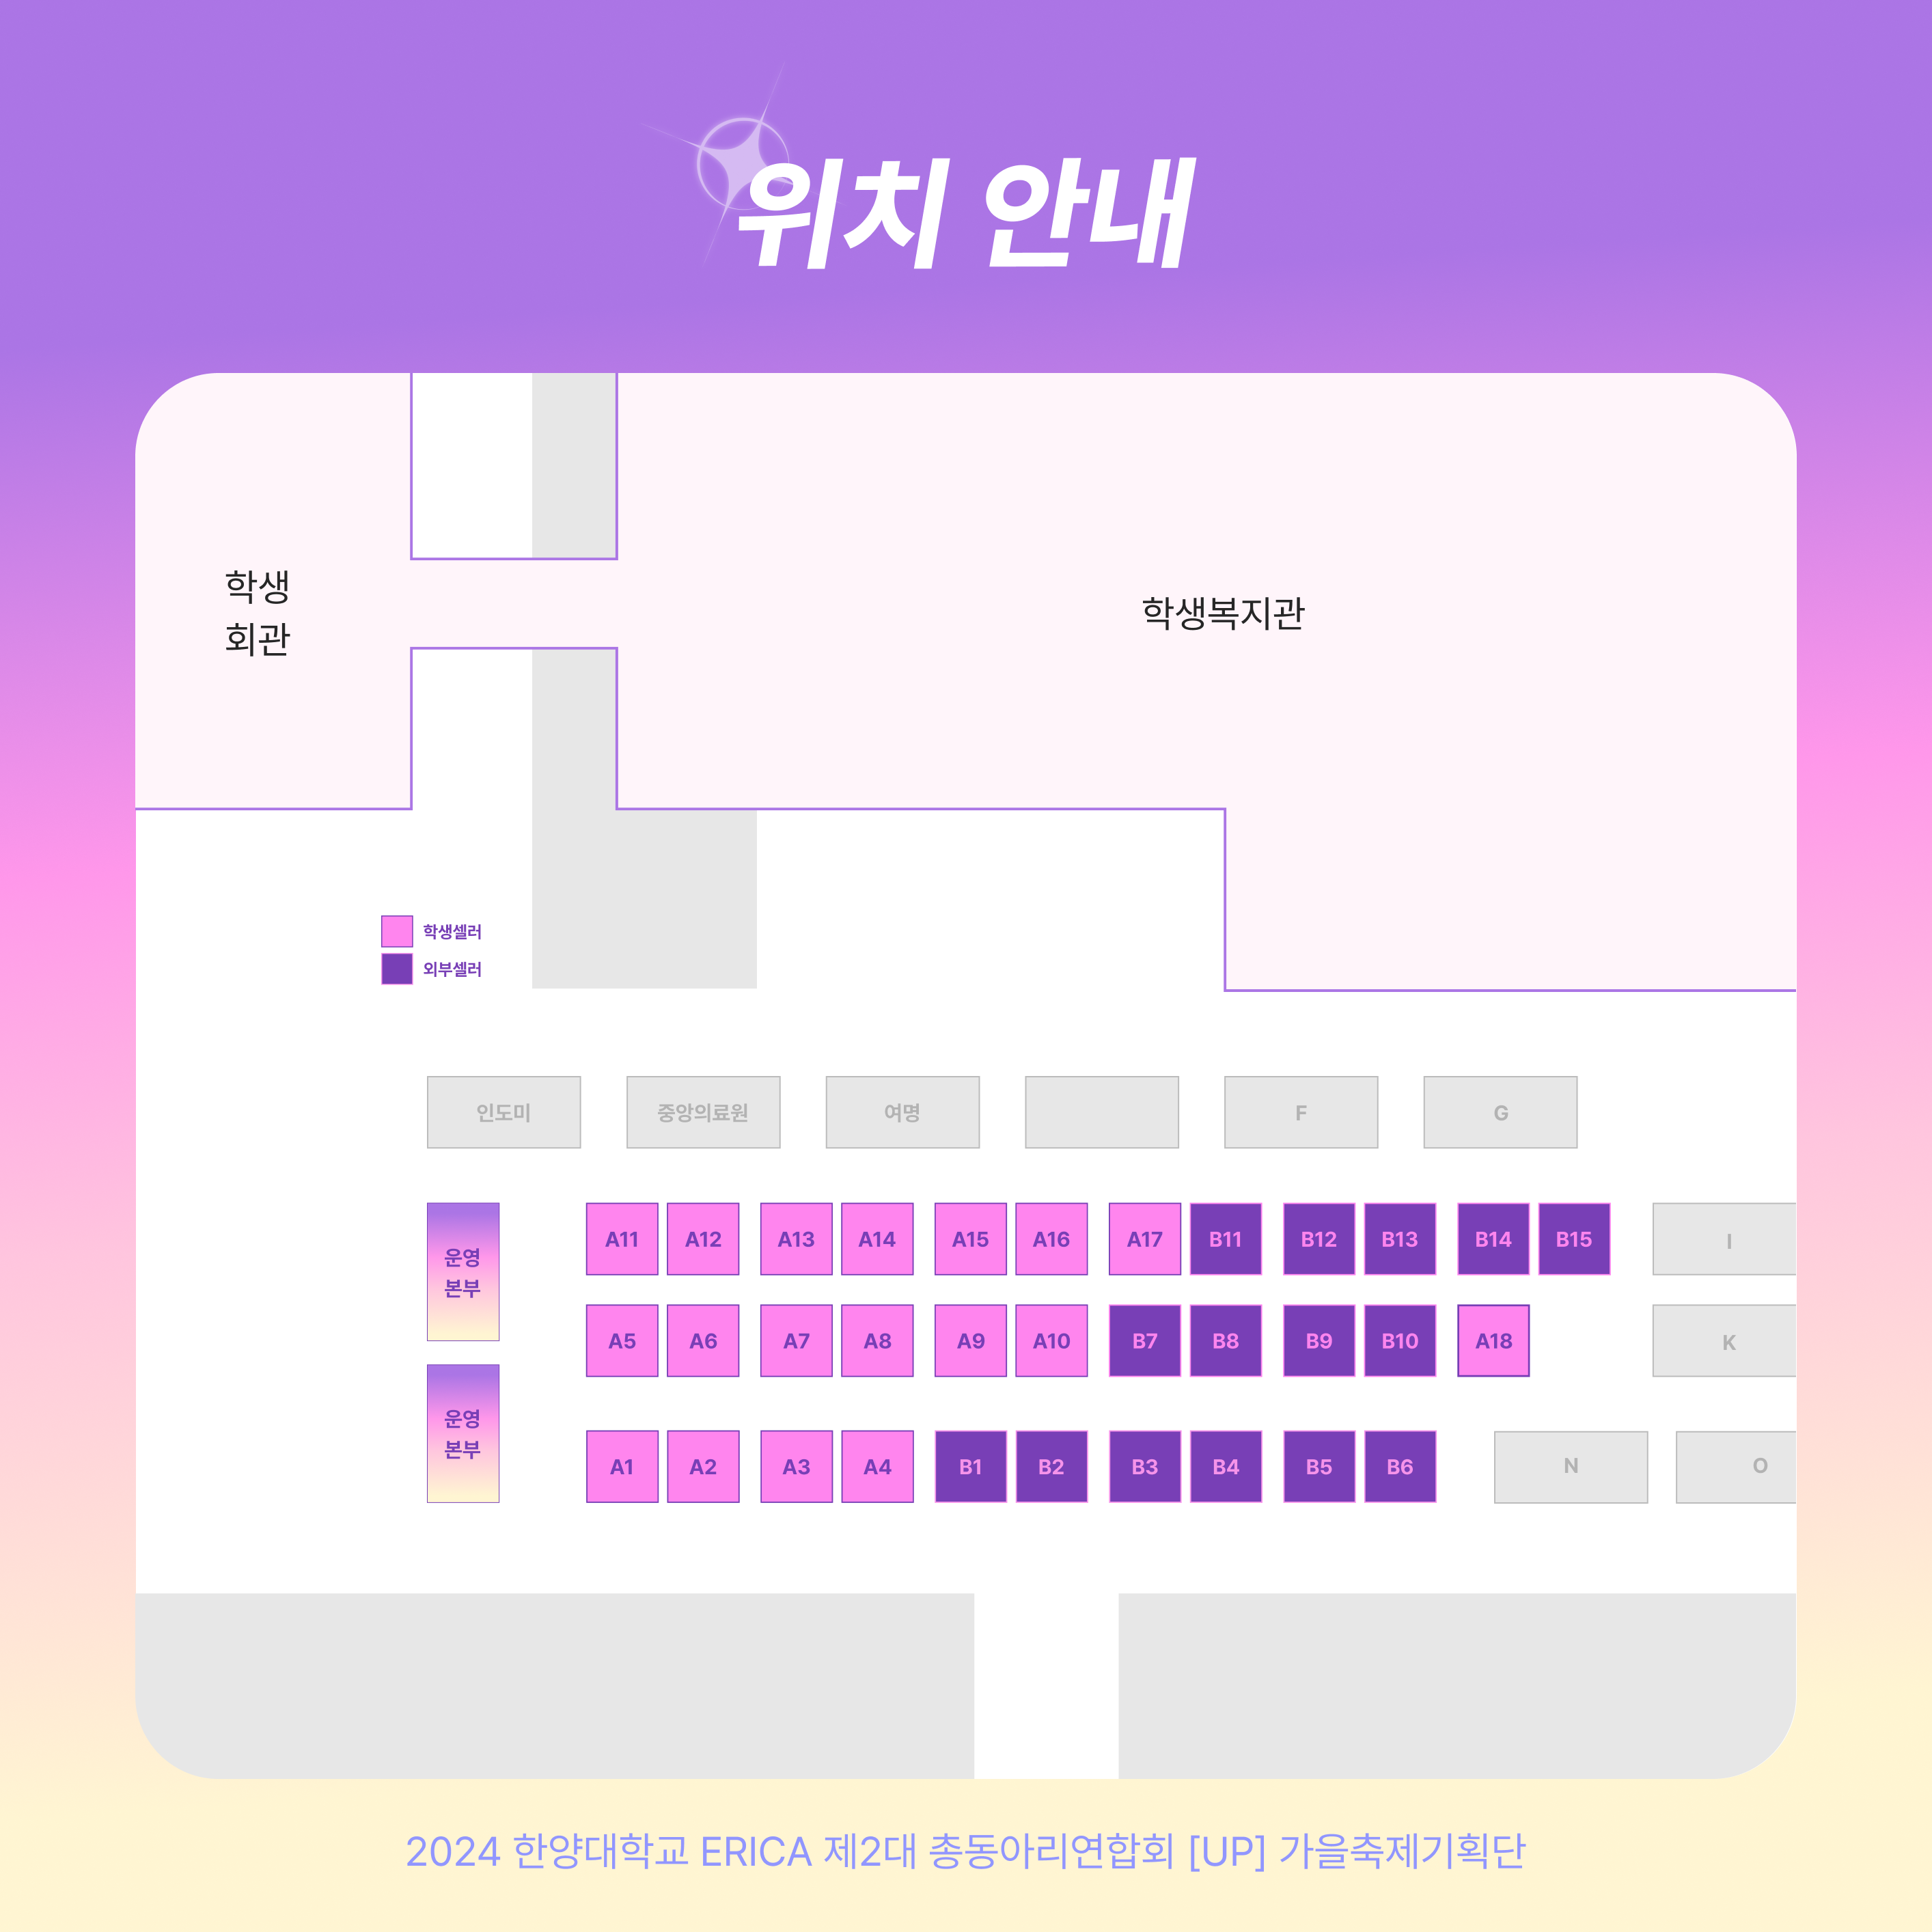 위치 안내
학생
회관
학생복지관
학생셀러
외부셀러
인도미
중앙의료원
여명
F
G
운영
본부
A11
A12
A13
A14
A15
A16
A17
B11
B12
B13
B14
B15
I
A5
A6
A7
A8
A9
A10
B7
B8
B9
B10
A18
K
운영
본부
A1
A2
A3
A4
B1
B2
B3
B4
B5
B6
N
O
2024 한양대학교 ERICA 제2대 총동아리연합회 [UP] 가을축제기획단